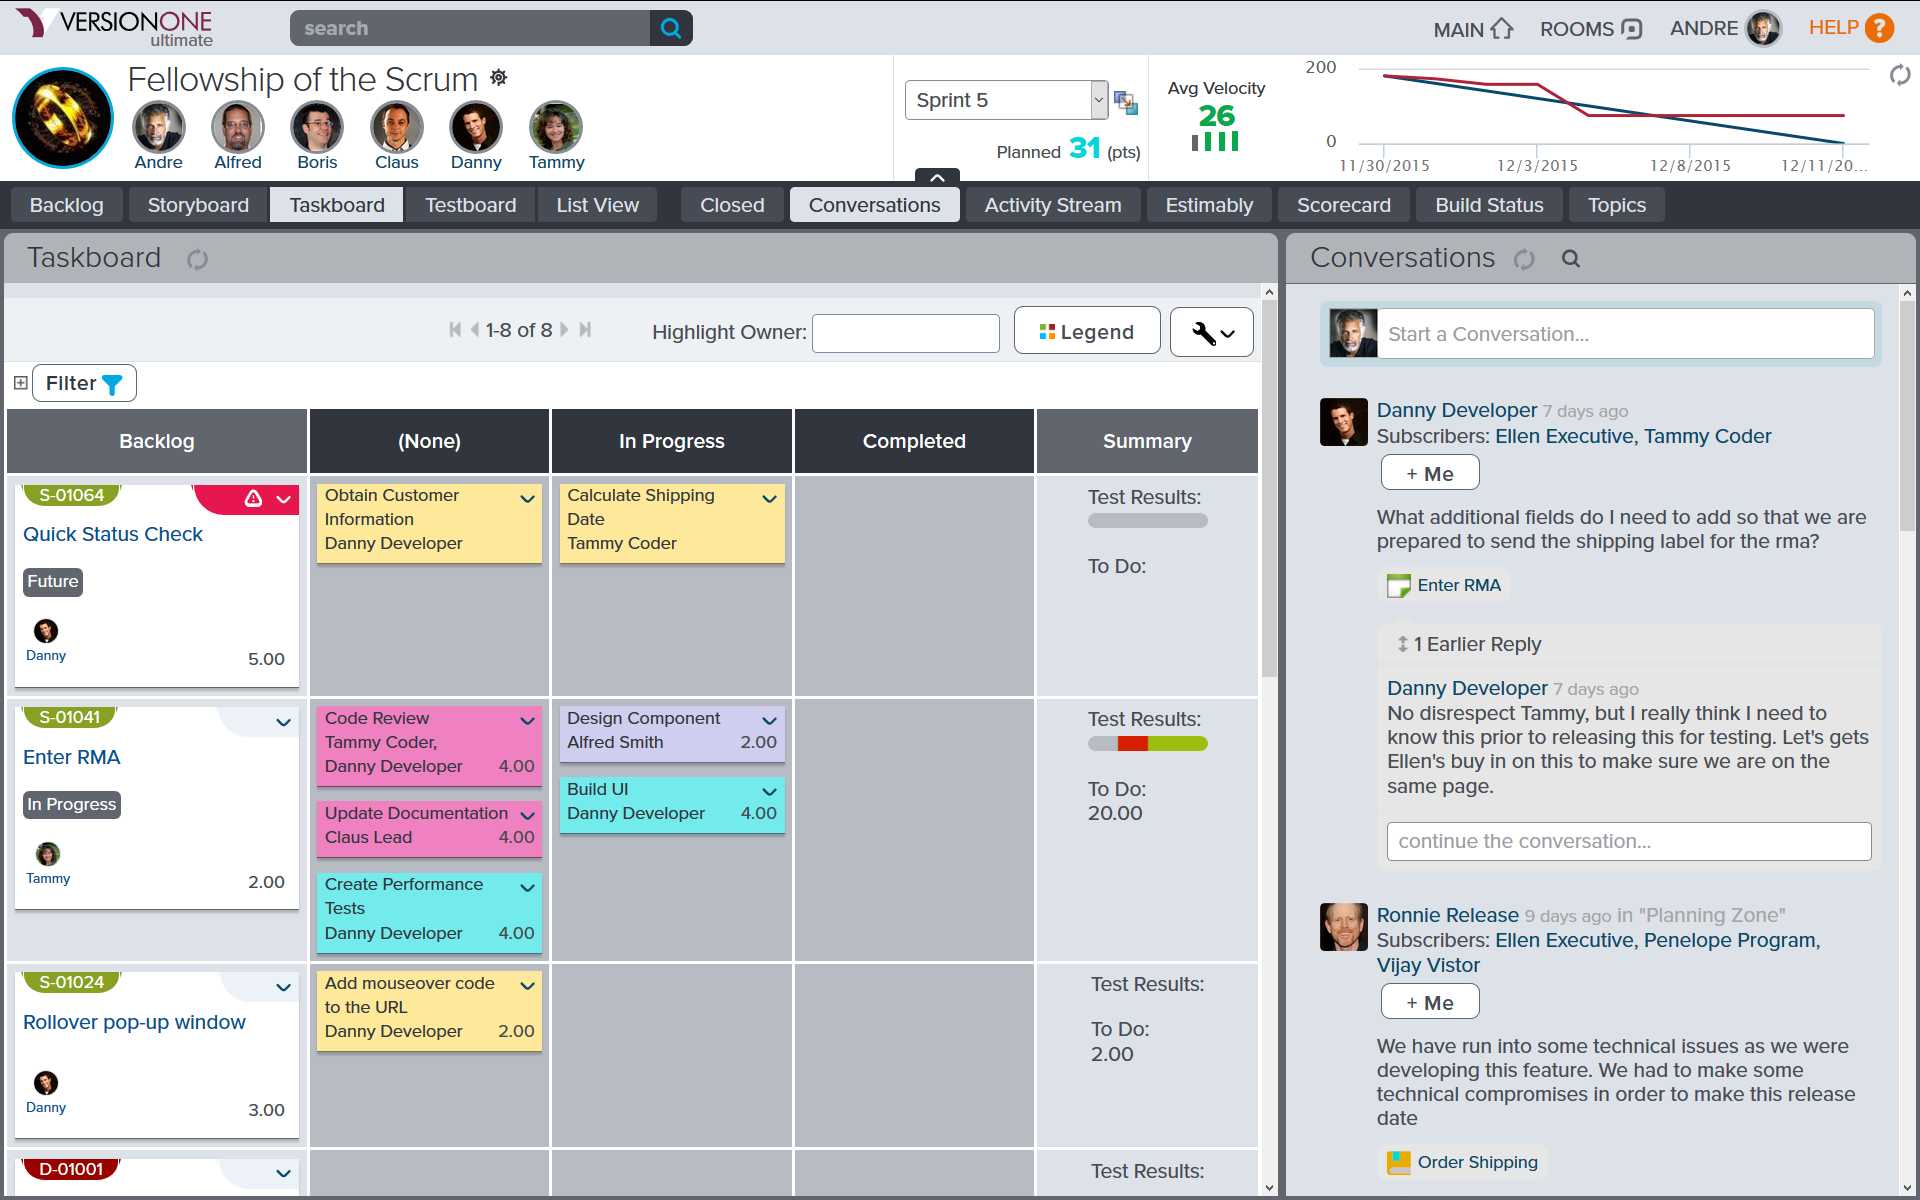 VERSIONONE
ultimate
search
MAIN
ROOMS
ANDRE
HELP ?
Fellowship of the Scrum
Andre
Alfred
Boris
Claus
Danny
Tammy
Sprint 5
Planned 31 (pts)
Avg Velocity
26
200
0
11/30/2015
12/3/2015
12/8/2015
12/11/20...
Backlog
Storyboard
Taskboard
Testboard
List View
Closed
Conversations
Activity Stream
Estimably
Scorecard
Build Status
Topics
Taskboard
1-8 of 8
Highlight Owner:
Legend
Filter
Backlog
(None)
In Progress
Completed
Summary
S-01064
Quick Status Check
Future
Danny
5.00
Obtain Customer
Information
Danny Developer
Calculate Shipping
Date
Tammy Coder
Test Results:
To Do:
S-01041
Enter RMA
In Progress
Tammy
2.00
Code Review
Tammy Coder,
Danny Developer 4.00
Update Documentation
Claus Lead 4.00
Create Performance
Tests
Danny Developer 4.00
Design Component
Alfred Smith 2.00
Build UI
Danny Developer 4.00
Test Results:
To Do:
20.00
S-01024
Rollover pop-up window
Danny
3.00
Add mouseover code
to the URL
Danny Developer 2.00
Test Results:
To Do:
2.00
D-01001
Test Results:
Conversations
Start a Conversation...
Danny Developer 7 days ago
Subscribers: Ellen Executive, Tammy Coder
+ Me
What additional fields do I need to add so that we are
prepared to send the shipping label for the rma?
Enter RMA
1 Earlier Reply
Danny Developer 7 days ago
No disrespect Tammy, but I really think I need to
know this prior to releasing this for testing. Let's gets
Ellen's buy in on this to make sure we are on the
same page.
continue the conversation...
Ronnie Release 9 days ago in "Planning Zone"
Subscribers: Ellen Executive, Penelope Program,
Vijay Vistor
+ Me
We have run into some technical issues as we were
developing this feature. We had to make some
technical compromises in order to make this release
date
Order Shipping